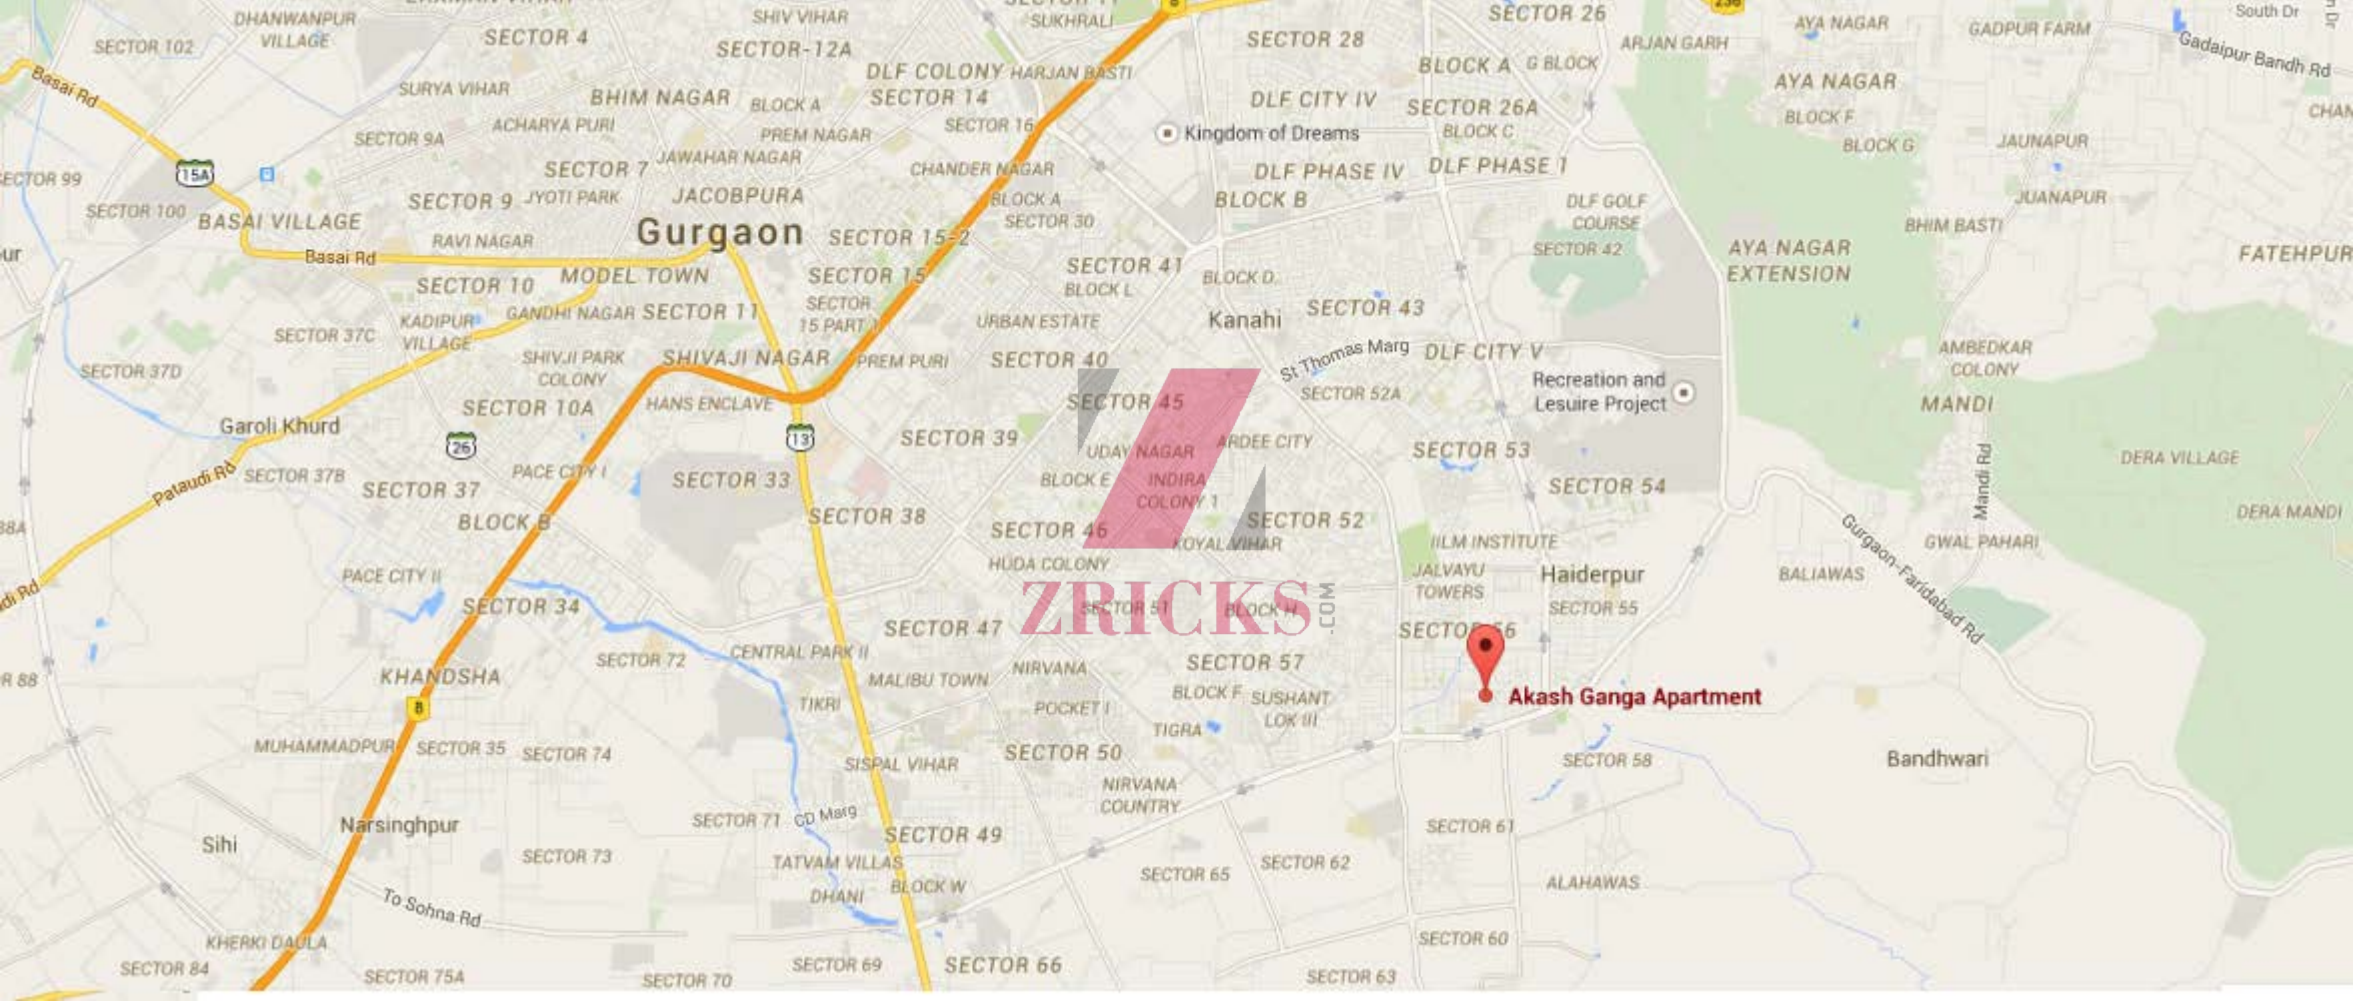 DHANWANPUR
VILLAGE
SECTOR 102
SECTOR 4
SHIV VIHAR
SECTOR-12A
SUKHRALI
SECTOR 28
SECTOR 26
ARJAN GARH
AYA NAGAR
GADPUR FARM
South Dr
Gadaipur Bandh Rd
Basai Rd
SURYA VIHAR
BHIM NAGAR
BLOCK A
DLF COLONY
HARJAN BASTI
SECTOR 14
BLOCK A
G BLOCK
AYA NAGAR
BLOCK F
DLF CITY IV
SECTOR 26A
BLOCK C
SECTOR 9A
ACHARYA PURI
PREM NAGAR
SECTOR 16
Kingdom of Dreams
BLOCK G
JAUNAPUR
15A
SECTOR 7
JAWAHAR NAGAR
CHANDER NAGAR
DLF PHASE IV
DLF PHASE 1
SECTOR 99
SECTOR 100
BASAI VILLAGE
SECTOR 9
JYOTI PARK
JACOBPURA
BLOCK A
SECTOR 30
BLOCK B
DLF GOLF
COURSE
SECTOR 42
JUANAPUR
BHIM BASTI
FATEHPUR
RAVI NAGAR
Gurgaon
SECTOR 15-2
AYA NAGAR
EXTENSION
Basai Rd
MODEL TOWN
SECTOR 15
SECTOR 41
BLOCK L
BLOCK D
SECTOR 10
GANDHI NAGAR
SECTOR 11
SECTOR
15 PART 1
SECTOR 43
SECTOR 37C
KADIPUR
VILLAGE
URBAN ESTATE
Kanahi
SECTOR 37D
SHIVJI PARK
COLONY
SHIVAJI NAGAR
PREM PURI
SECTOR 40
St Thomas Marg
DLF CITY V
AMBEDKAR
COLONY
Recreation and
Lesuire Project
SECTOR 10A
HANS ENCLAVE
SECTOR 45
SECTOR 52A
MANDI
Garoli Khurd
26
13
SECTOR 39
UDAY NAGAR
ARDEE CITY
SECTOR 53
Mandi Rd
DERA VILLAGE
Pataudi Rd
SECTOR 37B
PACE CITY I
SECTOR 37
SECTOR 33
BLOCK E
INDIRA
COLONY 1
SECTOR 54
BLOCK B
SECTOR 38
SECTOR 46
SECTOR 52
DERA MANDI
KOYAL VIHAR
IILM INSTITUTE
GWAL PAHARI
Gurgaon-Faridabad Rd
HUDA COLONY
JALVAYU
TOWERS
Haiderpur
BALIAWAS
PACE CITY II
SECTOR 34
ZRICKS
.COM
SECTOR 51
BLOCK H
SECTOR 55
SECTOR 47
SECTOR 56
CENTRAL PARK II
SECTOR 72
NIRVANA
SECTOR 57
KHANDSHA
R 88
MALIBU TOWN
BLOCK F
SUSHANT
LOK III
Akash Ganga Apartment
8
TIKRI
POCKET I
TIGRA
MUHAMMADPUR
SECTOR 35
SECTOR 74
SISPAL VIHAR
SECTOR 50
SECTOR 58
Bandhwari
NIRVANA
COUNTRY
Narsinghpur
Sihi
SECTOR 71
CD Marg
SECTOR 49
SECTOR 61
SECTOR 73
TATVAM VILLAS
SECTOR 65
SECTOR 62
DHANI
BLOCK W
ALAHAWAS
To Sohna Rd
KHERKI DAULA
SECTOR 60
SECTOR 84
SECTOR 75A
SECTOR 70
SECTOR 69
SECTOR 66
SECTOR 63